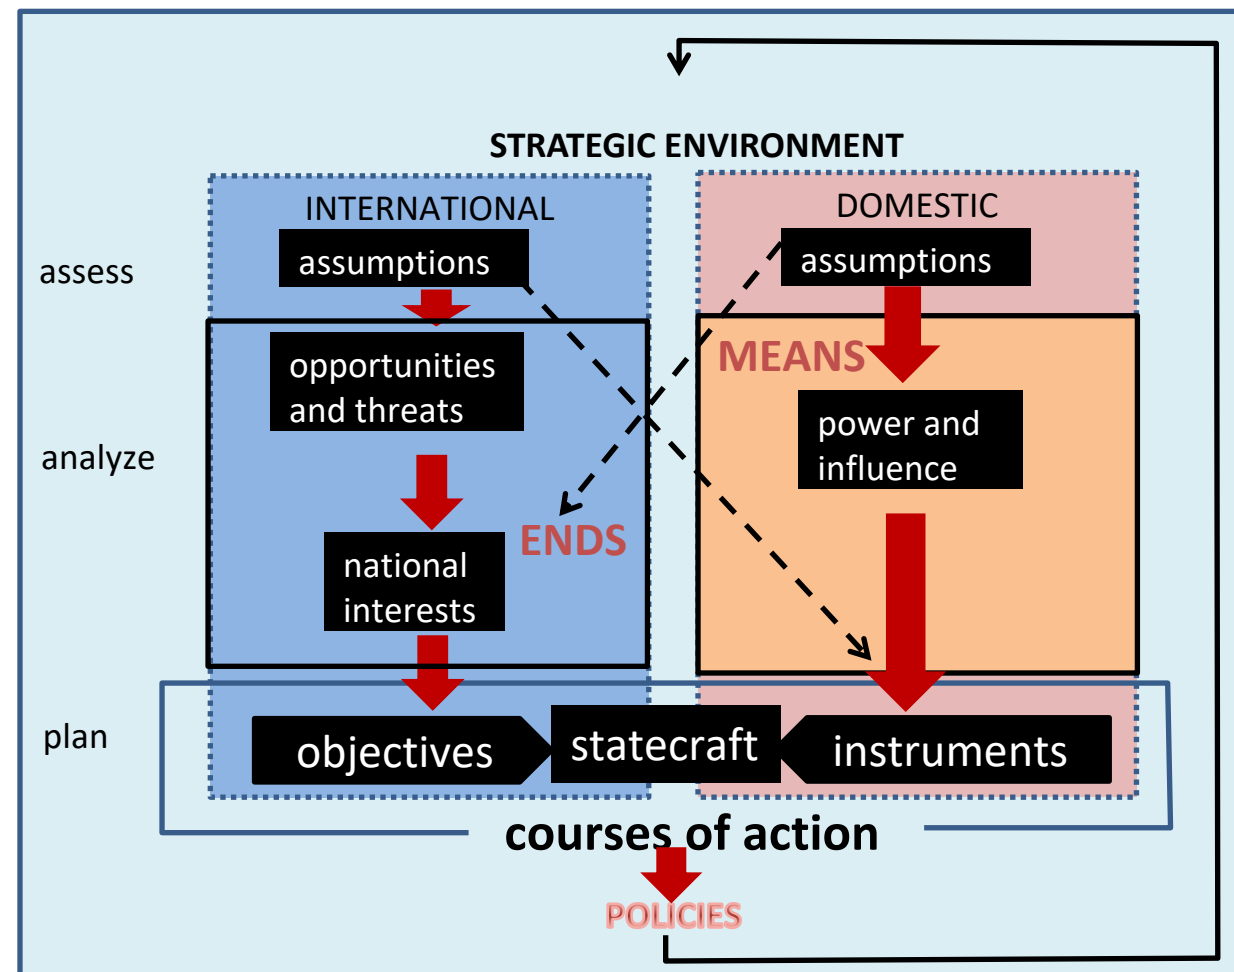 STRATEGIC ENVIRONMENT
INTERNATIONAL
DOMESTIC
assess
assumptions
assumptions
opportunities
and threats
MEANS
analyze
power and
influence
ENDS
national
interests
plan
objectives
statecraft
instruments
courses of action
POLICIES